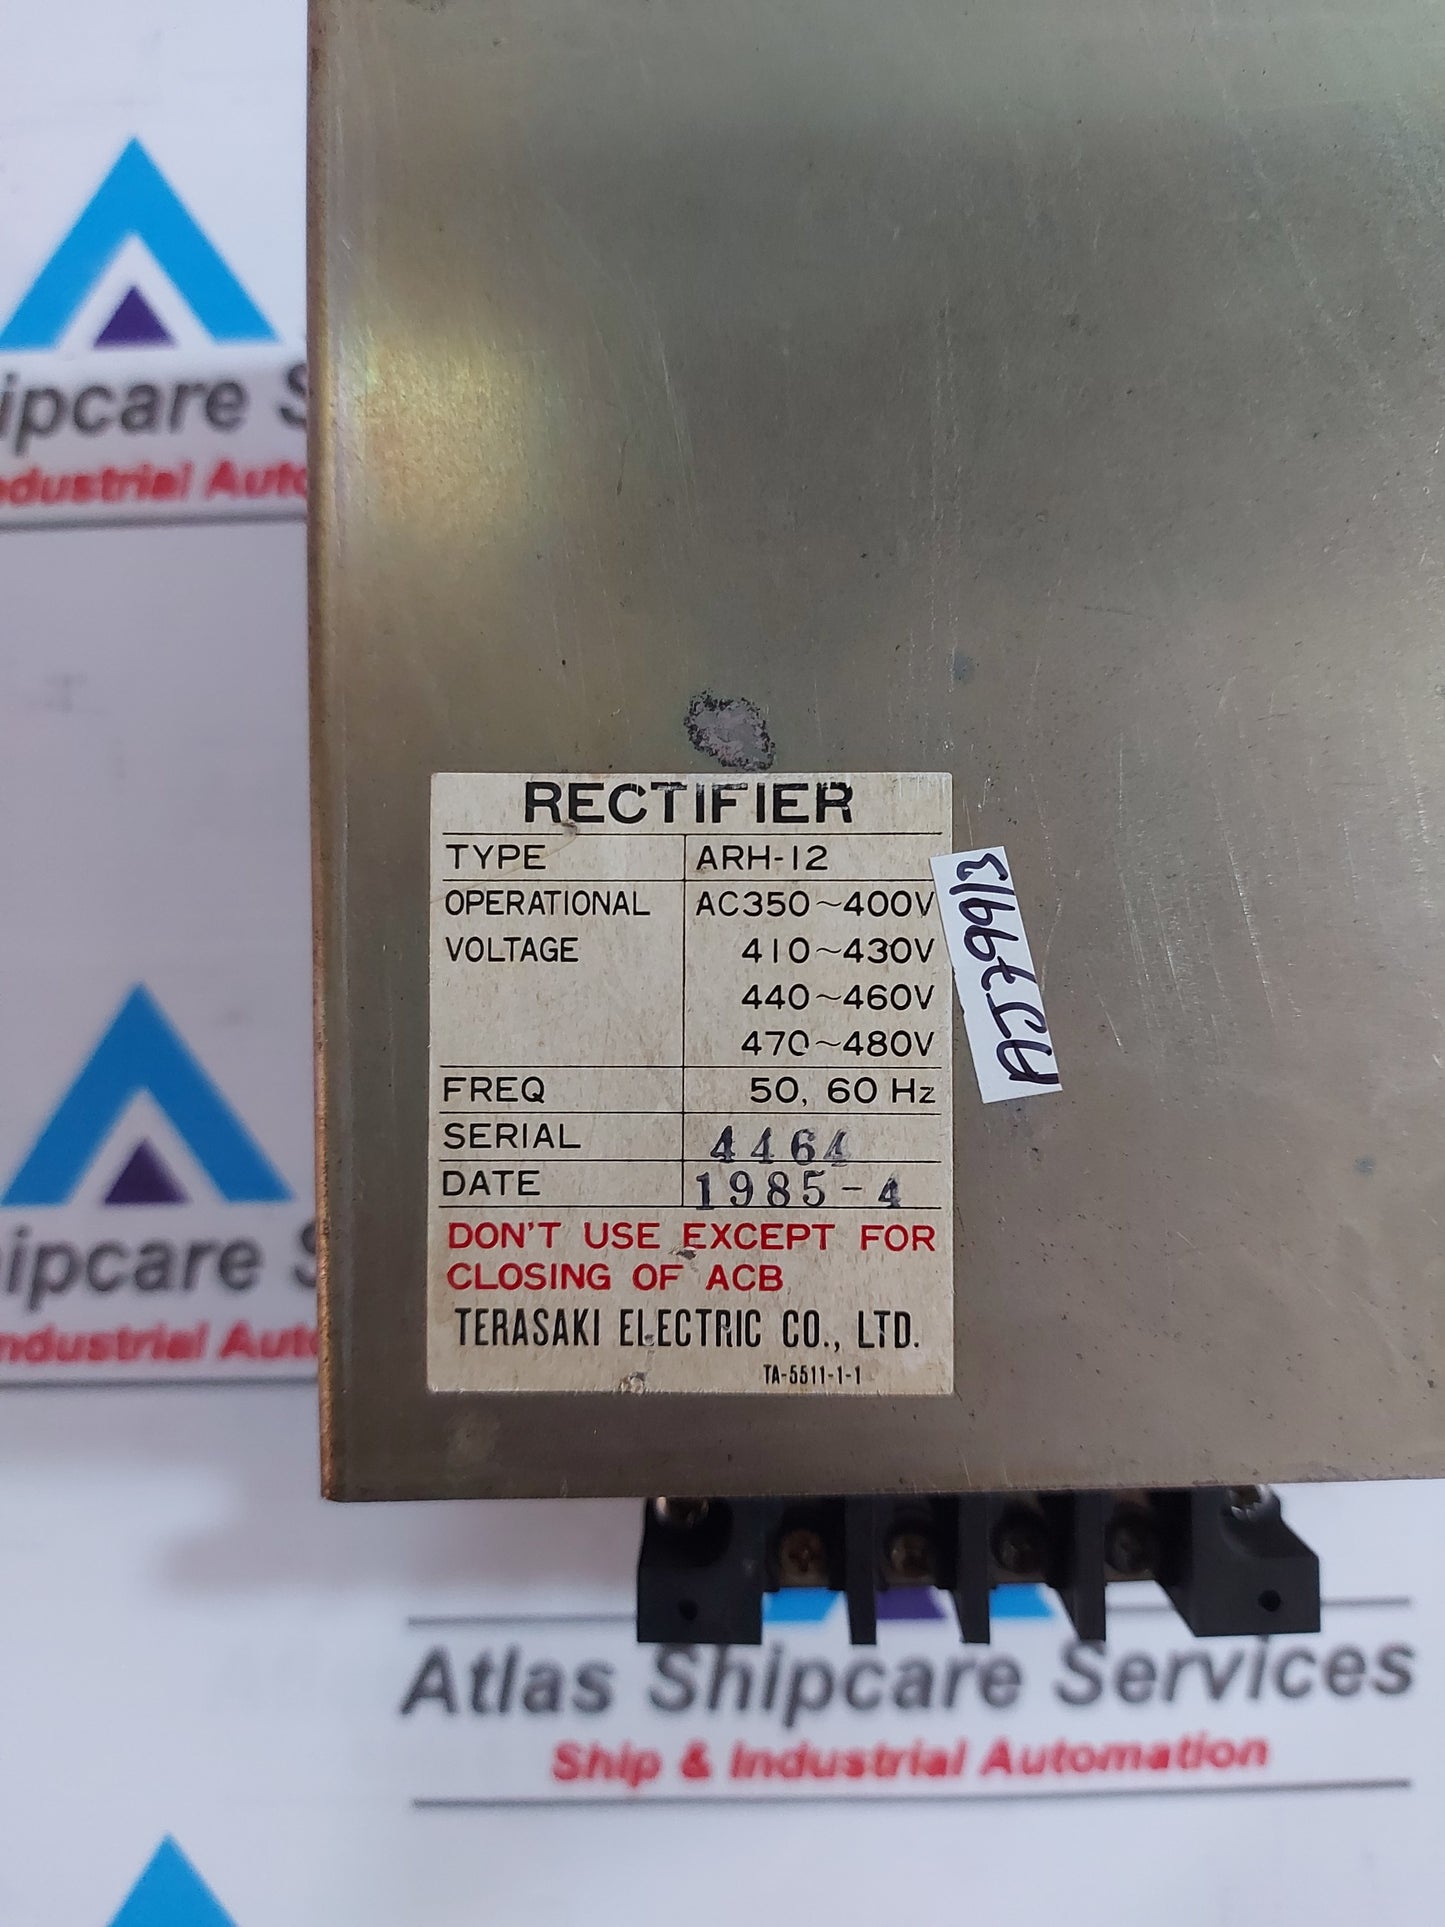 ipcare S
ndustrial Auto
RECTIFIER
TYPE ARH-12
OPERATIONAL AC350~400V
VOLTAGE 410~430V
440~460V
470~480V
FREQ 50, 60 Hz
SERIAL 4464
DATE 1985-4
DON'T USE EXCEPT FOR
CLOSING OF ACB
TERASAKI ELECTRIC CO., LTD.
TA-5511-1-1
hipcare S
ndustrial Auto
Atlas Shipcare Services
Ship & Industrial Automation